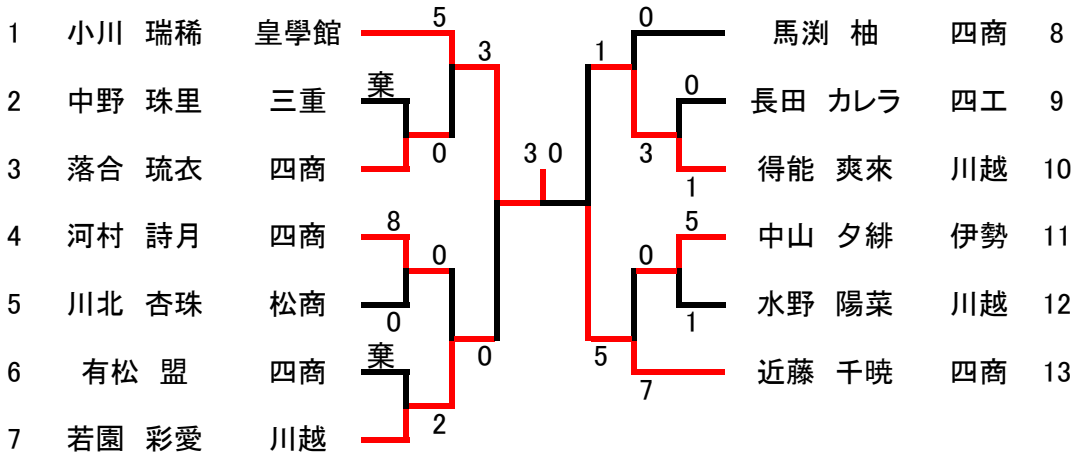 5
0
1 小川 瑞稀 皇學館
馬渕 柚 四商 8
3
1
棄
0
2 中野 珠里 三重
長田 カレラ 四工 9
0
3 0
3
3 落合 琉衣 四商
得能 爽來 川越 10
1
8
5
4 河村 詩月 四商
中山 夕緋 伊勢 11
0
0
5 川北 杏珠 松商
水野 陽菜 川越 12
0
1
棄
0
5
6 有松 盟 四商
近藤 千暁 四商 13
7
2
7 若園 彩愛 川越